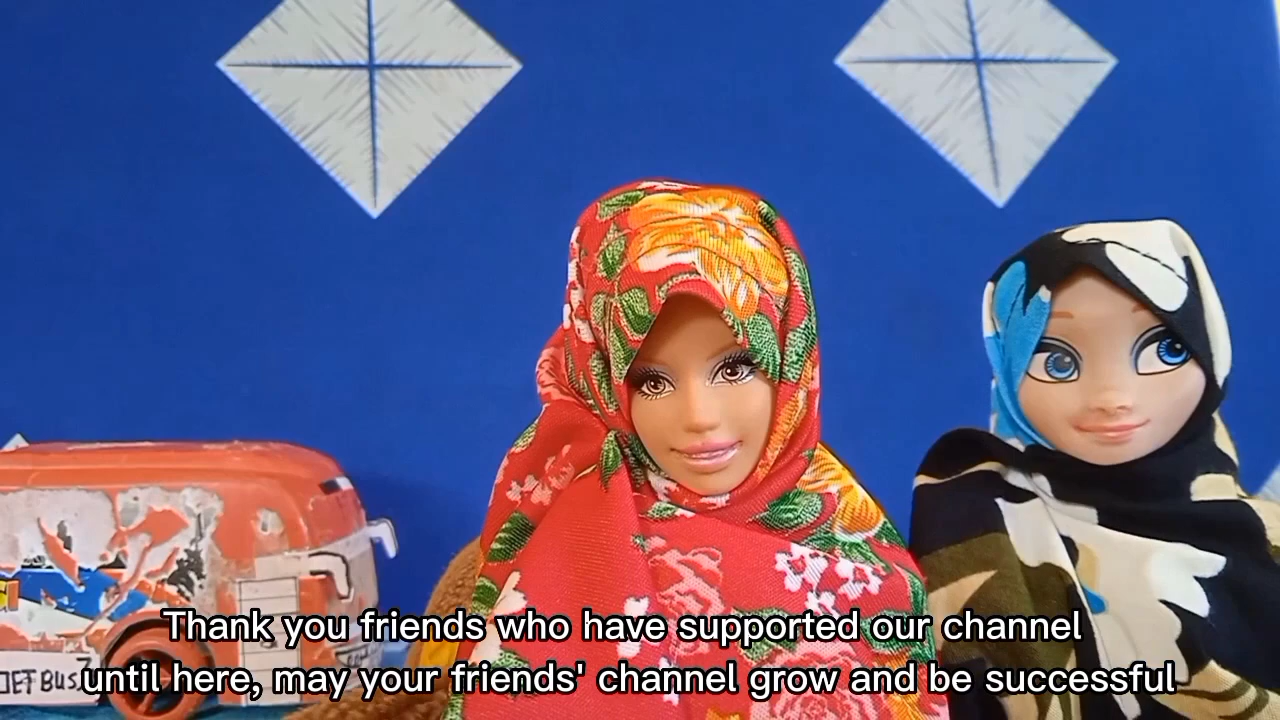 JET BUS
Thank you friends who have supported our channel
until here, may your friends' channel grow and be successful